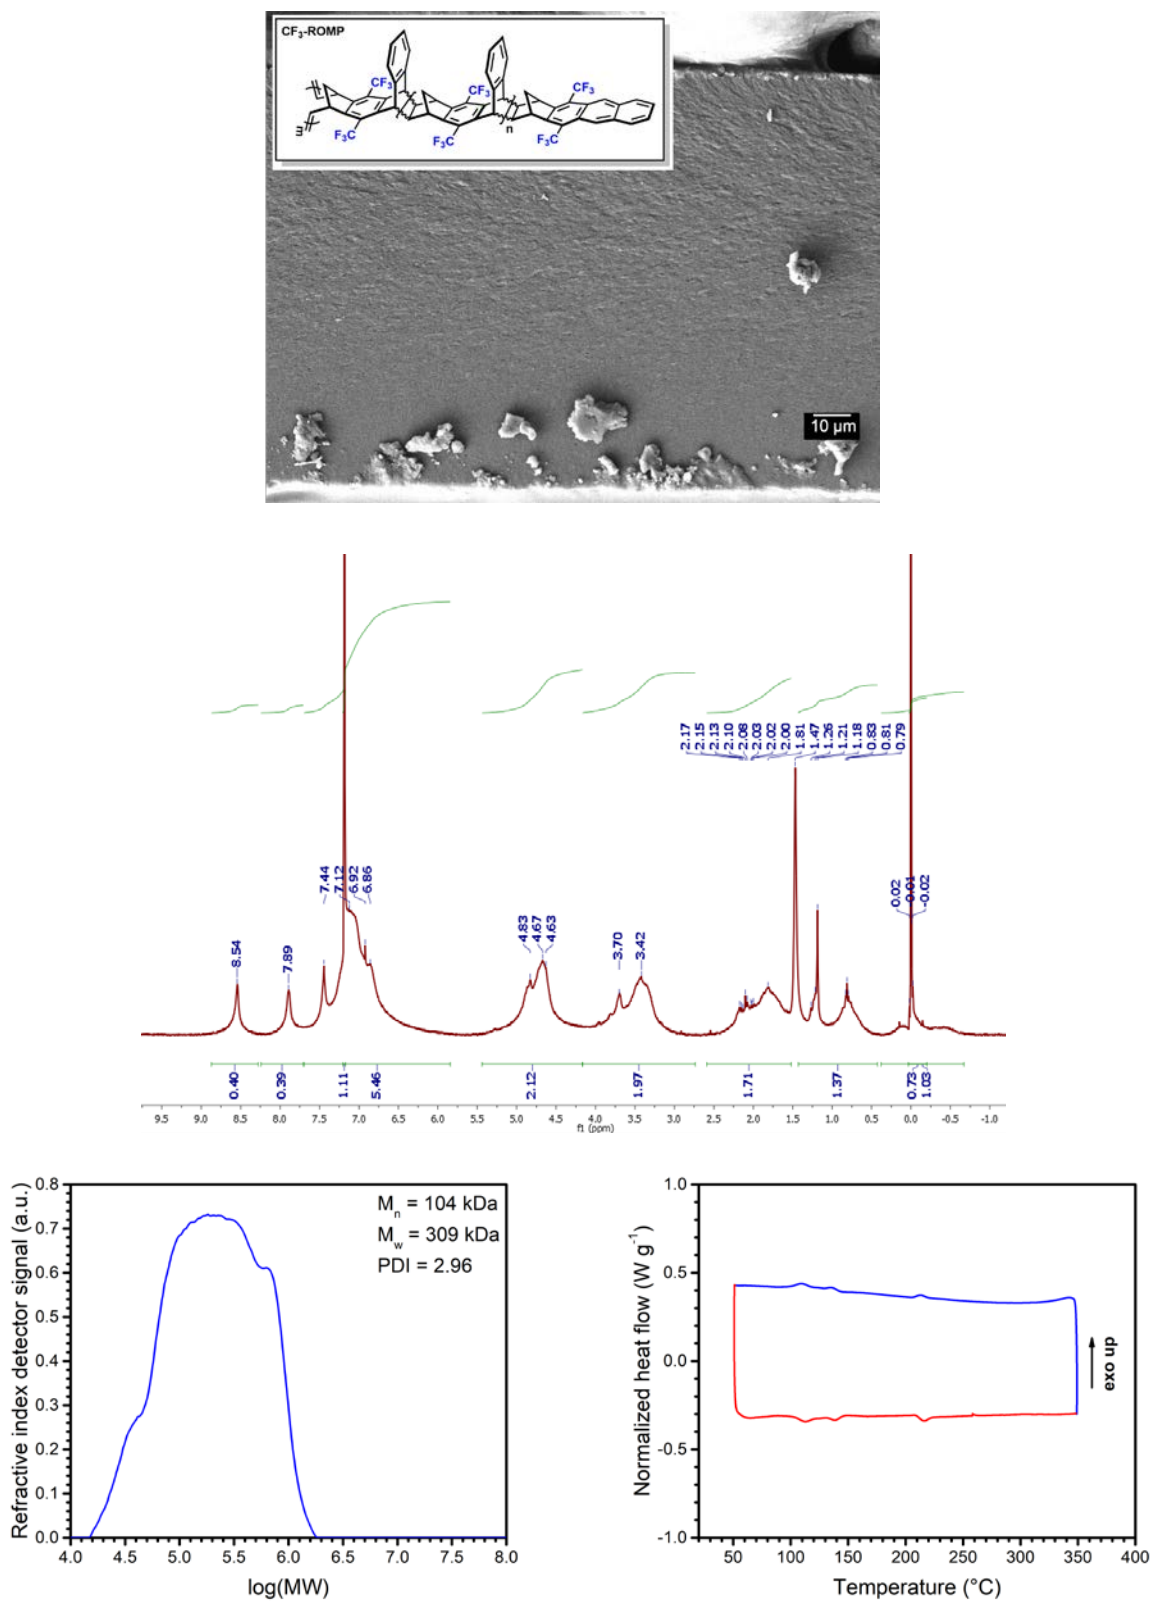 CF3-ROMP
CF3
CF3
CF3
F3C
F3C
F3C
n
m
10 µm
2.17
2.15
2.13
2.10
2.08
2.03
2.02
2.00
1.81
1.47
1.26
1.21
1.18
0.83
0.81
0.79
8.54
7.89
7.44
7.12
6.92
6.86
4.83
4.67
4.63
3.70
3.42
0.02
0.01
-0.02
0.40
0.39
1.11
5.46
2.12
1.97
1.71
1.37
0.73
1.03
9.5 9.0 8.5 8.0 7.5 7.0 6.5 6.0 5.5 5.0 4.5 4.0 3.5 3.0 2.5 2.0 1.5 1.0 0.5 0.0 -0.5 -1.0
f1 (ppm)
Refractive index detector signal (a.u.)
0.8
0.7
0.6
0.5
0.4
0.3
0.2
0.1
0.0
Mn = 104 kDa
Mw = 309 kDa
PDI = 2.96
4.0 4.5 5.0 5.5 6.0 6.5 7.0 7.5 8.0
log(MW)
Normalized heat flow (W g-1)
1.0
0.5
0.0
-0.5
-1.0
exo up
50 100 150 200 250 300 350 400
Temperature (°C)